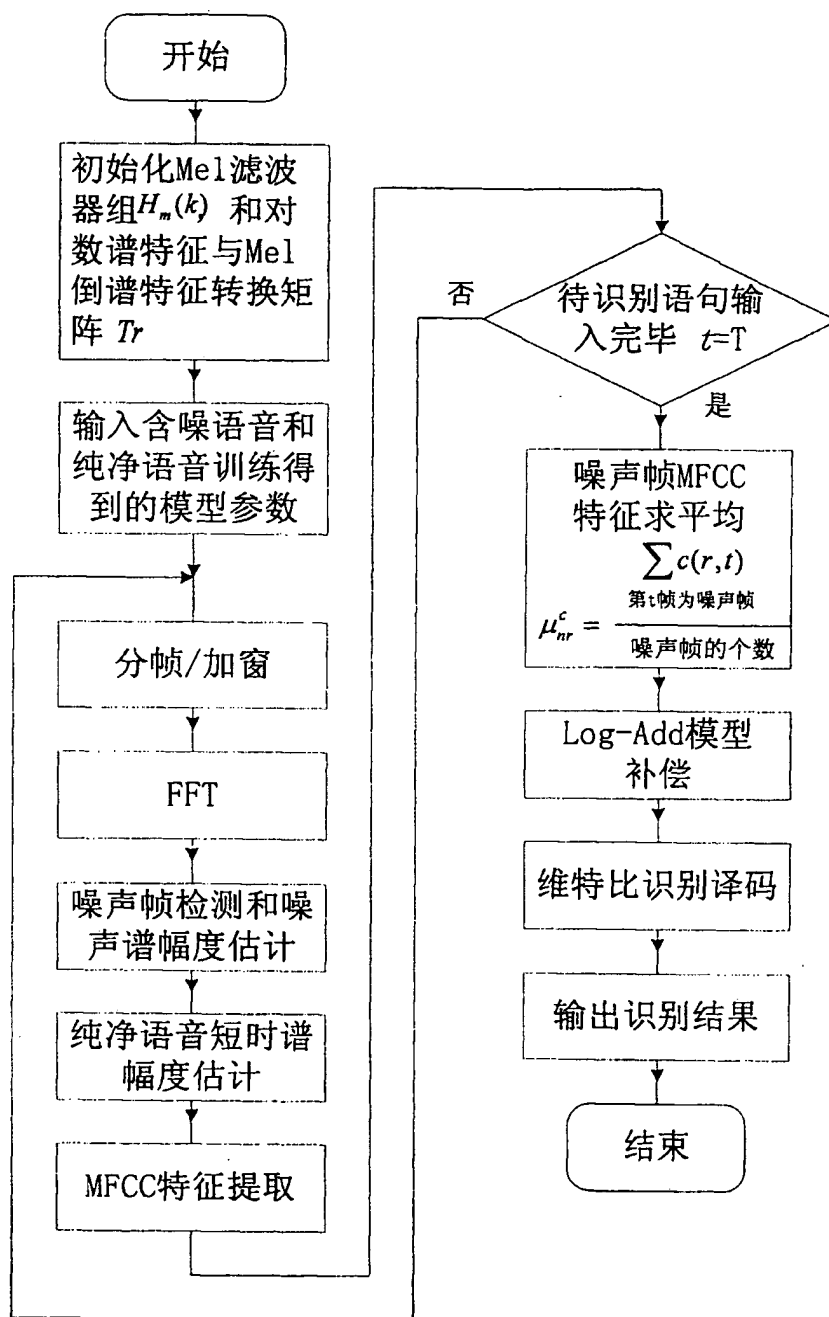 开始
初始化Mel滤波
器组H_m(k) 和对
数谱特征与Mel
倒谱特征转换矩
阵 Tr
输入含噪语音和
纯净语音训练得
到的模型参数
分帧/加窗
FFT
噪声帧检测和噪
声谱幅度估计
纯净语音短时谱
幅度估计
MFCC特征提取
否
待识别语句输
入完毕 t=T
是
噪声帧MFCC
特征求平均
∑c(r,t)
第t帧为噪声帧
μ^c_nr =
噪声帧的个数
Log-Add模型
补偿
维特比识别译码
输出识别结果
结束